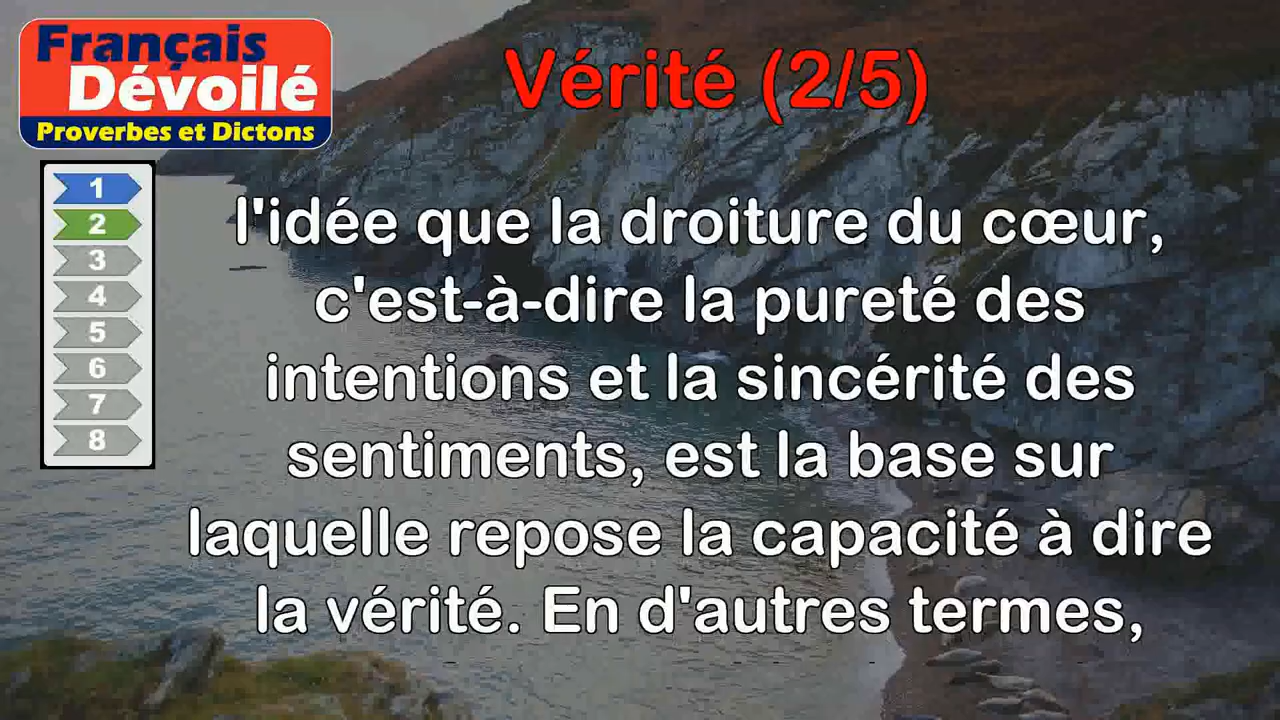 Français
Dévoilé
Proverbes et Dictons
Vérité (2/5)
1
2
3
4
5
6
7
8
l'idée que la droiture du cœur,
c'est-à-dire la pureté des
intentions et la sincérité des
sentiments, est la base sur
laquelle repose la capacité à dire
la vérité. En d'autres termes,